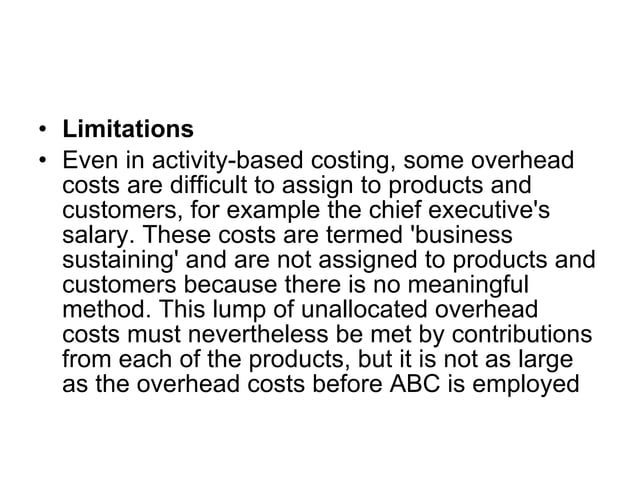 • Limitations
• Even in activity-based costing, some overhead
costs are difficult to assign to products and
customers, for example the chief executive's
salary. These costs are termed 'business
sustaining' and are not assigned to products and
customers because there is no meaningful
method. This lump of unallocated overhead
costs must nevertheless be met by contributions
from each of the products, but it is not as large
as the overhead costs before ABC is employed